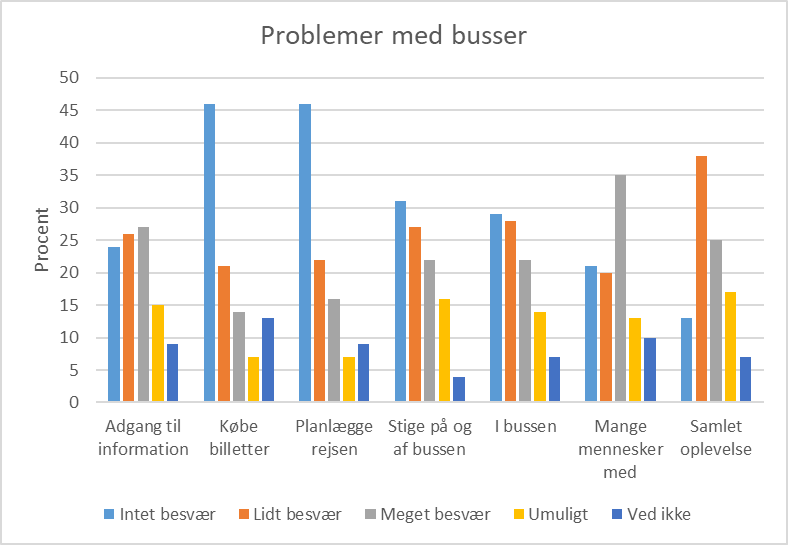 Problemer med busser
Procent
50
45
40
35
30
25
20
15
10
5
0
Adgang til
information
Købe
billetter
Planlægge
rejsen
Stige på og
af bussen
I bussen
Mange
mennesker
med
Samlet
oplevelse
Intet besvær Lidt besvær Meget besvær Umuligt Ved ikke